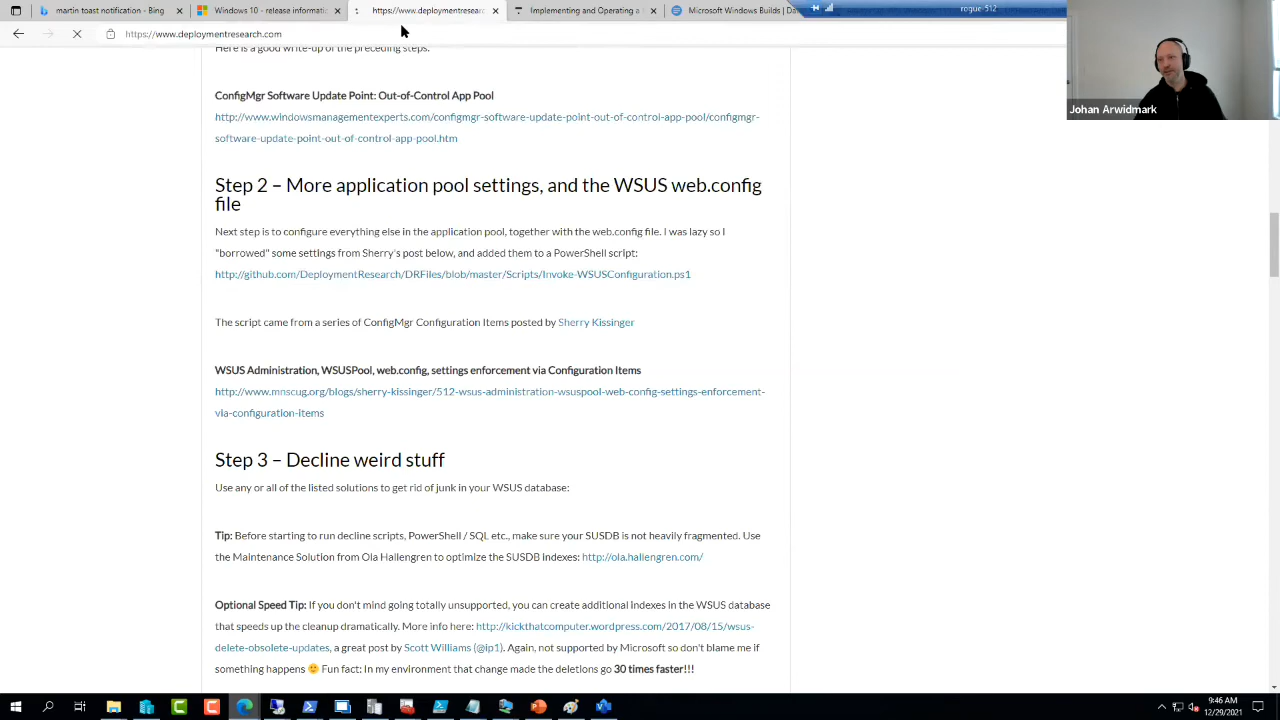 martin toast notification - Bing
Windows 10 - release informatic
https://www.deploymentresearc
Implementing and Operating a
Microsoft Windows Builds | Da
rogue-512
https://www.deploymentresearch.com
Johan Arwidmark
Here is a good write-up of the preceding steps.
ConfigMgr Software Update Point: Out-of-Control App Pool
http://www.windowsmanagementexperts.com/configmgr-software-update-point-out-of-control-app-pool/configmgr-
software-update-point-out-of-control-app-pool.htm
Step 2 – More application pool settings, and the WSUS web.config
file
Next step is to configure everything else in the application pool, together with the web.config file. I was lazy so I
"borrowed" some settings from Sherry's post below, and added them to a PowerShell script:
http://github.com/DeploymentResearch/DRFiles/blob/master/Scripts/Invoke-WSUSConfiguration.ps1
The script came from a series of ConfigMgr Configuration Items posted by Sherry Kissinger
WSUS Administration, WSUSPool, web.config, settings enforcement via Configuration Items
http://www.mnscug.org/blogs/sherry-kissinger/512-wsus-administration-wsuspool-web-config-settings-enforcement-
via-configuration-items
Step 3 – Decline weird stuff
Use any or all of the listed solutions to get rid of junk in your WSUS database:
Tip: Before starting to run decline scripts, PowerShell / SQL etc., make sure your SUSDB is not heavily fragmented. Use
the Maintenance Solution from Ola Hallengren to optimize the SUSDB indexes: http://ola.hallengren.com/
Optional Speed Tip: If you don't mind going totally unsupported, you can create additional indexes in the WSUS database
that speeds up the cleanup dramatically. More info here: http://kickthatcomputer.wordpress.com/2017/08/15/wsus-
delete-obsolete-updates, a great post by Scott Williams (@ip1). Again, not supported by Microsoft so don't blame me if
something happens 🙂 Fun fact: In my environment that change made the deletions go 30 times faster!!!
9:46 AM
12/29/2021